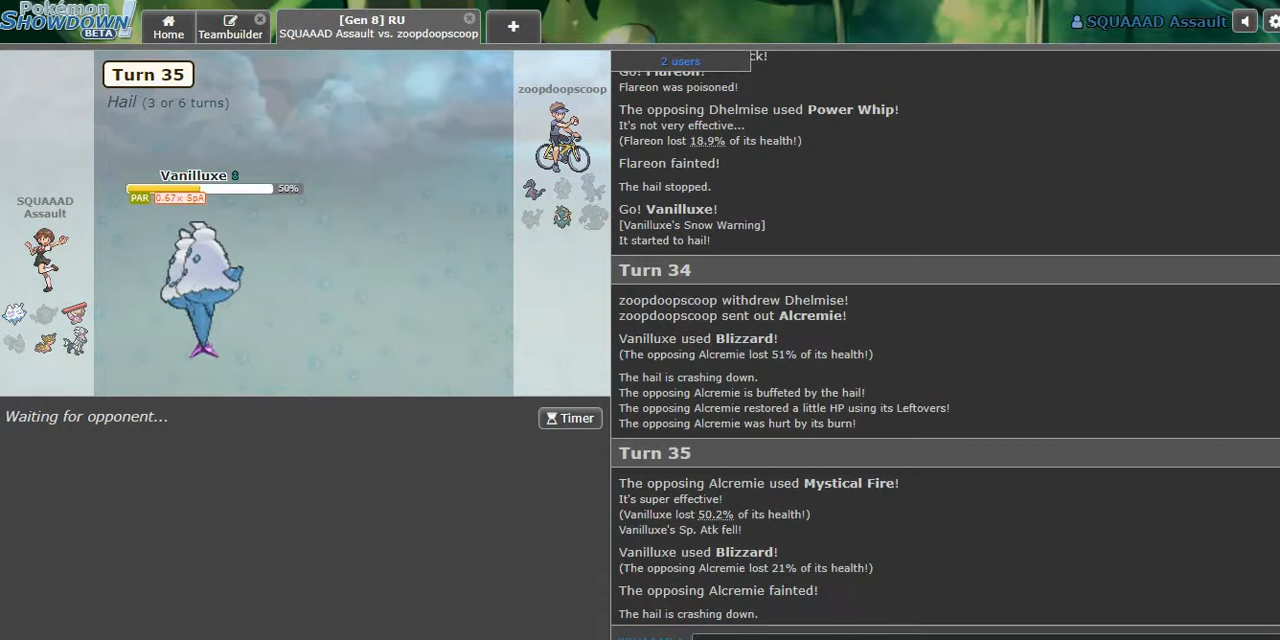 Pokémon
SHOWDOWN!
BETA
Home
Teambuilder
[Gen 8] RU
SQUAAAD Assault vs. zoopdoopscoop
SQUAAAD Assault
Turn 35
Hail (3 or 6 turns)
Vanilluxe
50%
PAR 0.67x SpA
SQUAAAD
Assault
zoopdoopscoop
Waiting for opponent...
Timer
2 users
ck!
Go! Flareon!
Flareon was poisoned!
The opposing Dhelmise used Power Whip!
It's not very effective...
(Flareon lost 18.9% of its health!)
Flareon fainted!
The hail stopped.
Go! Vanilluxe!
[Vanilluxe's Snow Warning]
It started to hail!
Turn 34
zoopdoopscoop withdrew Dhelmise!
zoopdoopscoop sent out Alcremie!
Vanilluxe used Blizzard!
(The opposing Alcremie lost 51% of its health!)
The hail is crashing down.
The opposing Alcremie is buffeted by the hail!
The opposing Alcremie restored a little HP using its Leftovers!
The opposing Alcremie was hurt by its burn!
Turn 35
The opposing Alcremie used Mystical Fire!
It's super effective!
(Vanilluxe lost 50.2% of its health!)
Vanilluxe's Sp. Atk fell!
Vanilluxe used Blizzard!
(The opposing Alcremie lost 21% of its health!)
The opposing Alcremie fainted!
The hail is crashing down.